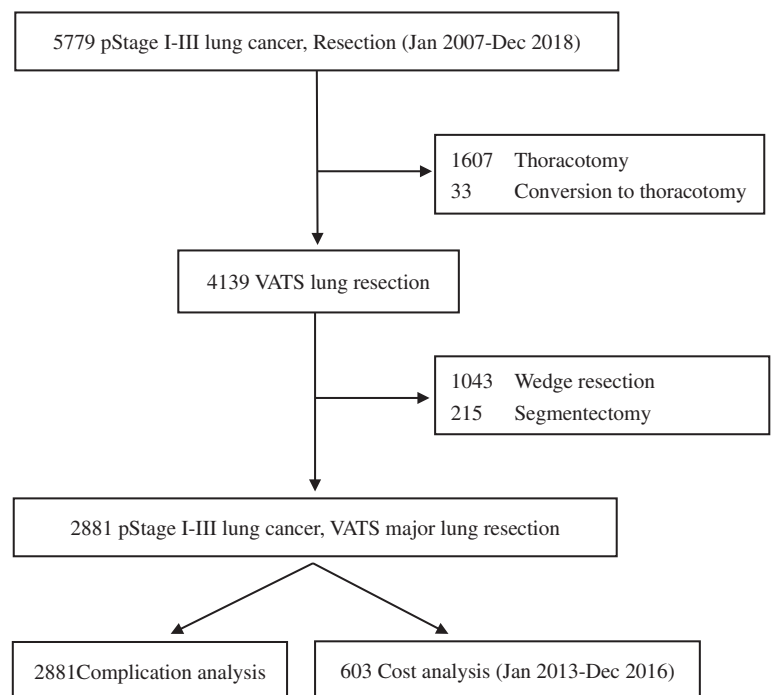 5779 pStage I-III lung cancer, Resection (Jan 2007-Dec 2018)
1607 Thoracotomy
33 Conversion to thoracotomy
4139 VATS lung resection
1043 Wedge resection
215 Segmentectomy
2881 pStage I-III lung cancer, VATS major lung resection
2881Complication analysis
603 Cost analysis (Jan 2013-Dec 2016)